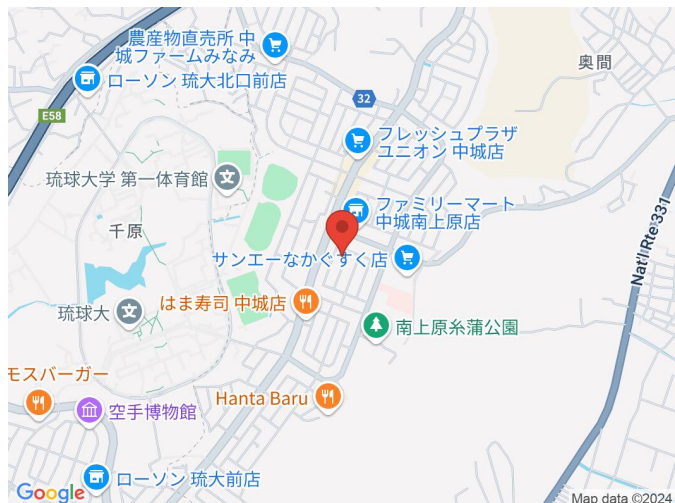 農産物直売所 中
城ファームみなみ
奥間
ローソン 琉大北口前店
32
E58
フレッシュプラザ
ユニオン 中城店
琉球大学 第一体育館
ファミリーマート
中城南上原店
千原
サンエーなかぐすく店
Nat'l Rte 331
はま寿司 中城店
琉球大
南上原糸蒲公園
モスバーガー
Hanta Baru
空手博物館
ローソン 琉大前店
Google
Map data ©2024